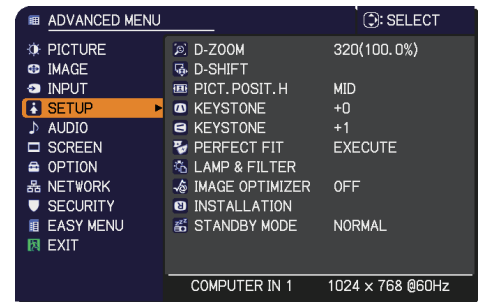 ADVANCED MENU : SELECT
PICTURE
IMAGE
INPUT
SETUP
AUDIO
SCREEN
OPTION
NETWORK
SECURITY
EASY MENU
EXIT
D-ZOOM 320(100.0%)
D-SHIFT
PICT.POSIT.H MID
KEYSTONE +0
KEYSTONE +1
PERFECT FIT EXECUTE
LAMP & FILTER
IMAGE OPTIMIZER OFF
INSTALLATION
STANDBY MODE NORMAL
COMPUTER IN 1 1024 x 768 @60Hz